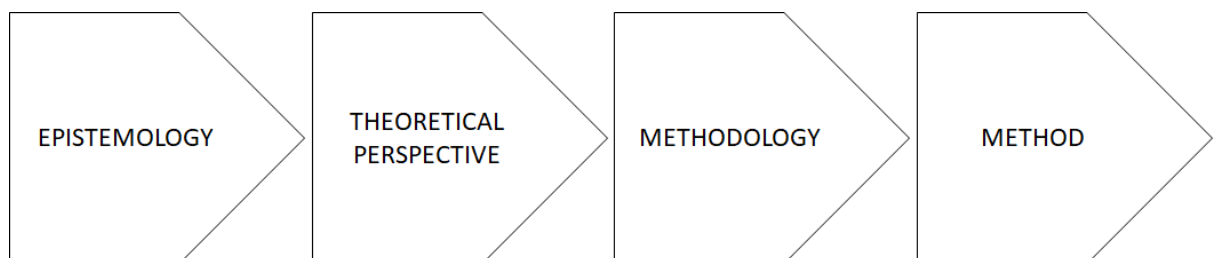 EPISTEMOLOGY
THEORETICAL
PERSPECTIVE
METHODOLOGY
METHOD